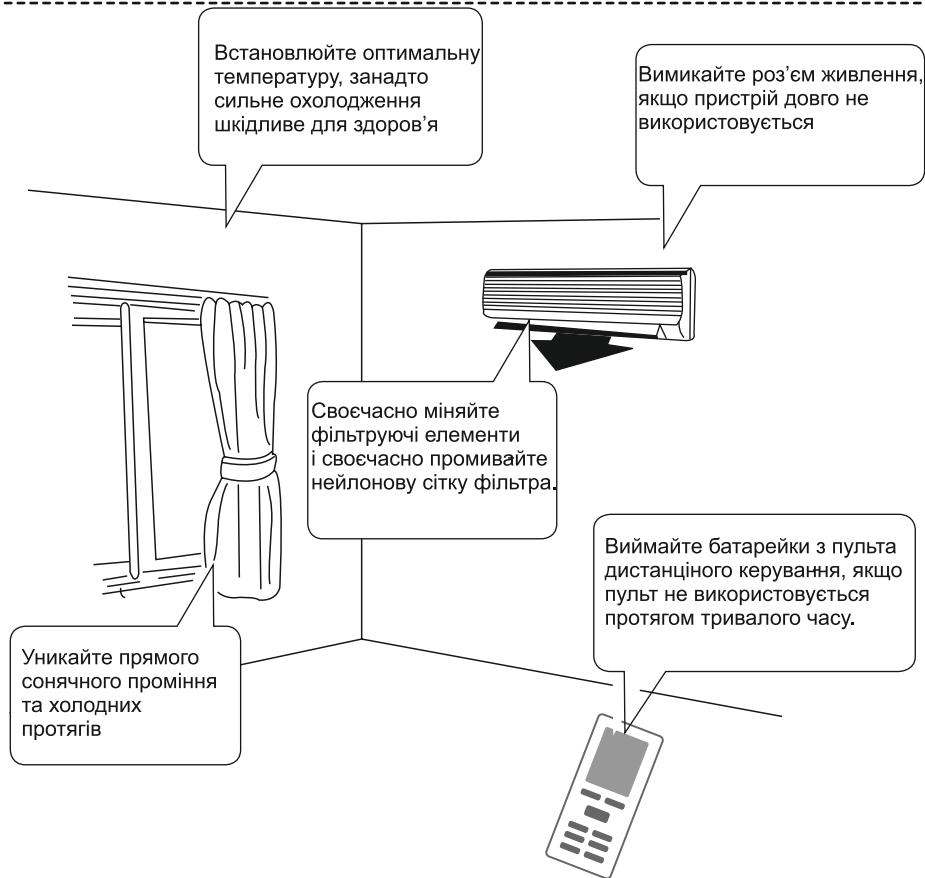 Встановлюйте оптимальну
температуру, занадто
сильне охолодження
шкідливе для здоров’я
Вимикайте роз’єм живлення,
якщо пристрій довго не
використовується
Своєчасно міняйте
фільтруючі елементи
і своєчасно промивайте
нейлонову сітку фільтра.
Виймайте батарейки з пульта
дистанціного керування, якщо
пульт не використовується
протягом тривалого часу.
Уникайте прямого
сонячного проміння
та холодних
протягів